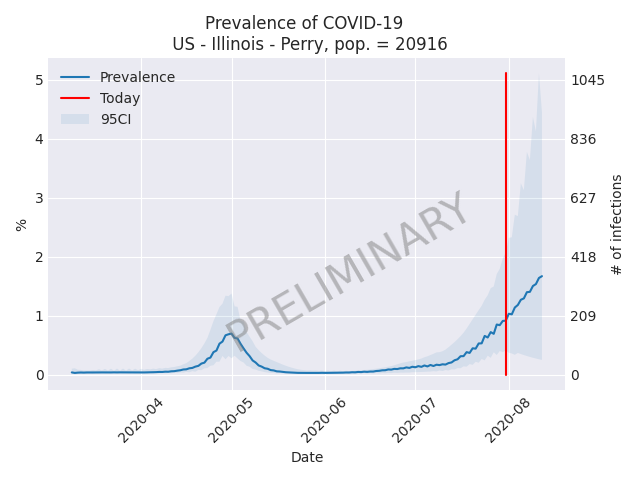 Prevalence of COVID-19
US - Illinois - Perry, pop. = 20916
Prevalence
Today
95CI
5
4
3
2
1
0
%
1045
836
627
418
209
0
# of infections
PRELIMINARY
2020-04
2020-05
2020-06
2020-07
2020-08
Date